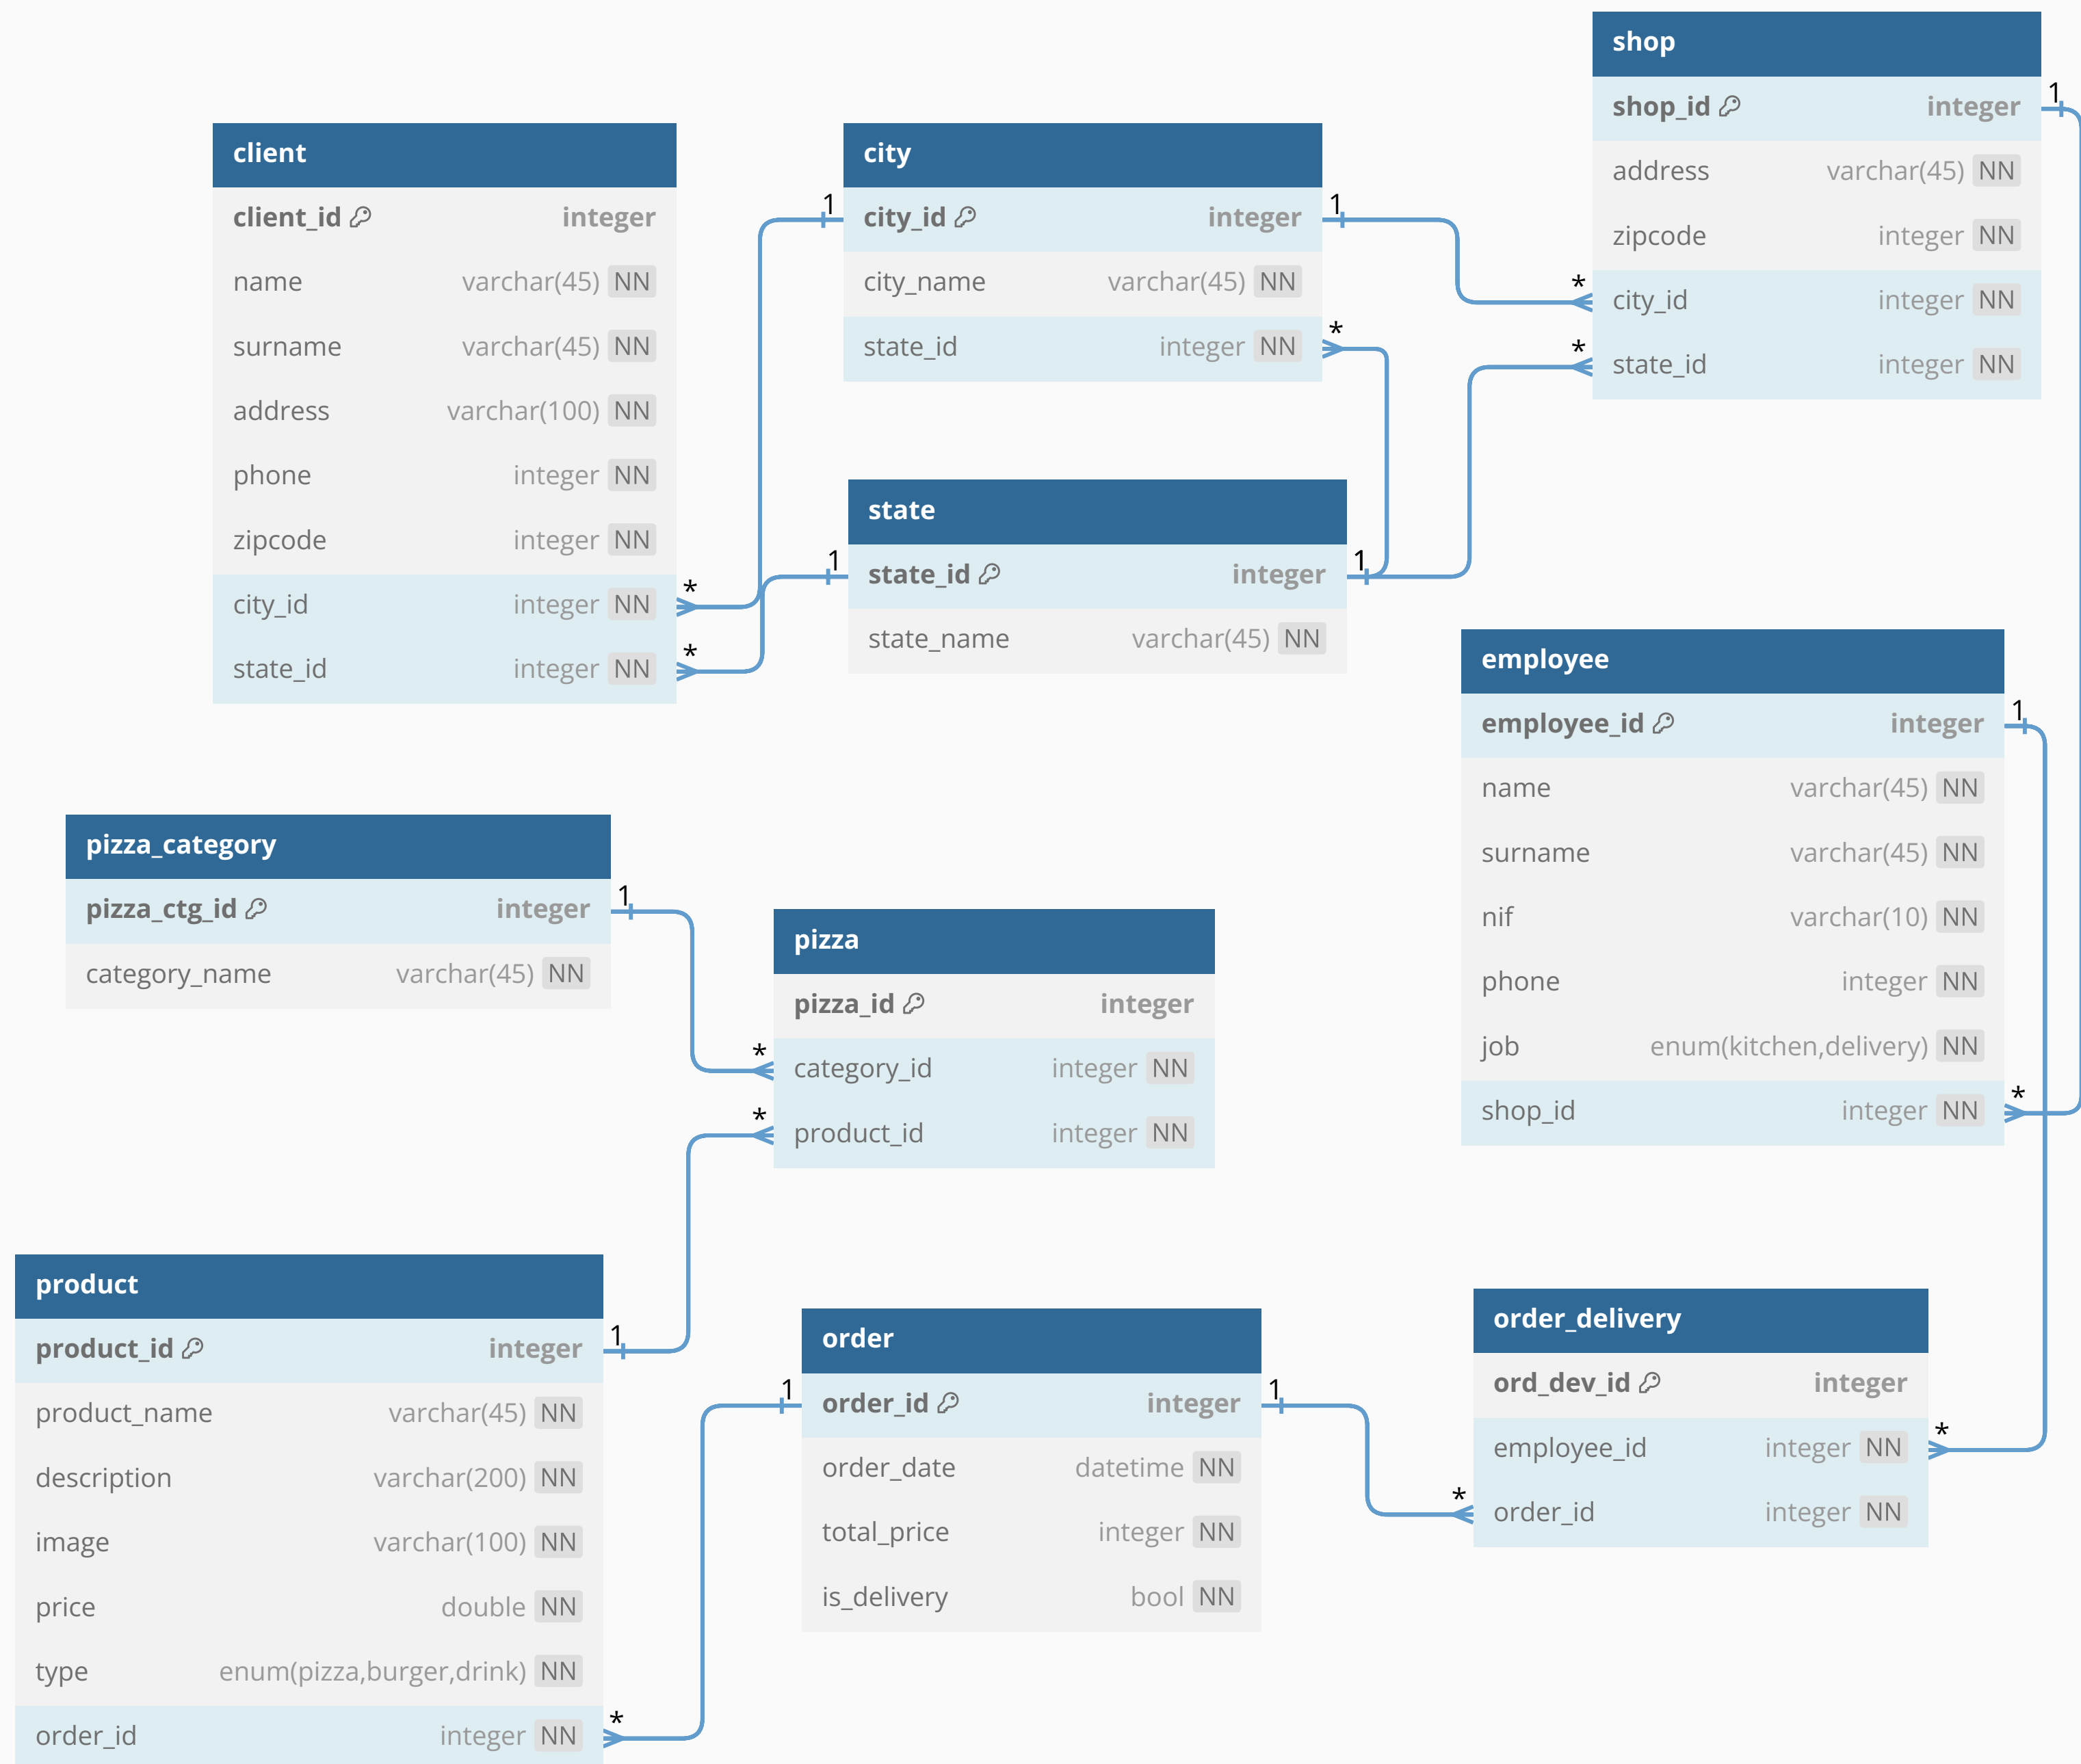 shop
shop_id integer
address varchar(45) NN
zipcode integer NN
city_id integer NN
state_id integer NN
1
*
*
client
client_id integer
name varchar(45) NN
surname varchar(45) NN
address varchar(100) NN
phone integer NN
zipcode integer NN
city_id integer NN
state_id integer NN
*
*
city
city_id integer
city_name varchar(45) NN
state_id integer NN
1
1
*
state
state_id integer
state_name varchar(45) NN
1
1
employee
employee_id integer
name varchar(45) NN
surname varchar(45) NN
nif varchar(10) NN
phone integer NN
job enum(kitchen,delivery) NN
shop_id integer NN
1
*
pizza_category
pizza_ctg_id integer
category_name varchar(45) NN
1
pizza
pizza_id integer
category_id integer NN
product_id integer NN
*
*
product
product_id integer
product_name varchar(45) NN
description varchar(200) NN
image varchar(100) NN
price double NN
type enum(pizza,burger,drink) NN
order_id integer NN
1
*
order
order_id integer
order_date datetime NN
total_price integer NN
is_delivery bool NN
1
1
order_delivery
ord_dev_id integer
employee_id integer NN
order_id integer NN
*
*